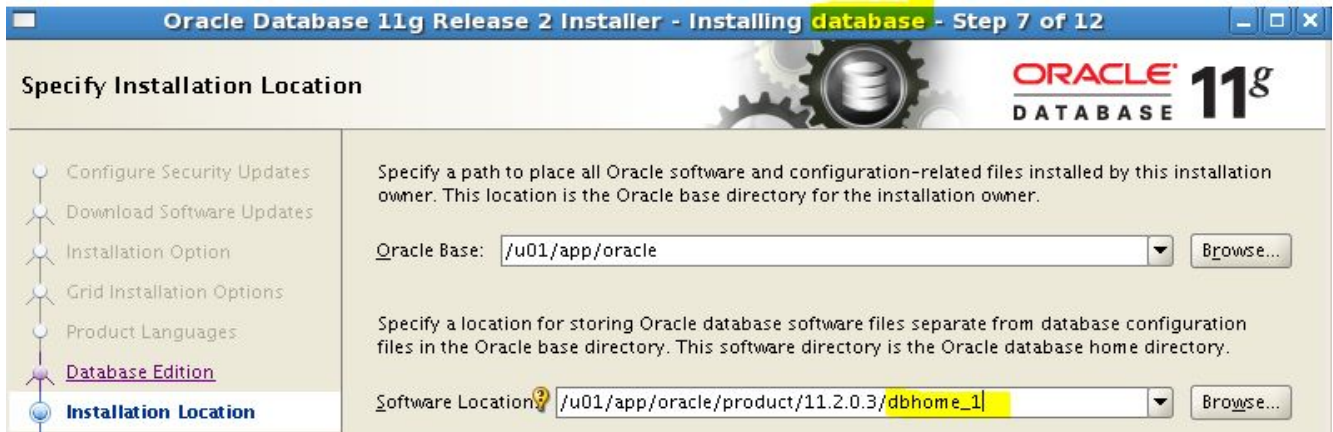 Oracle Database 11g Release 2 Installer - Installing database - Step 7 of 12
Specify Installation Location
ORACLE
DATABASE
11g
Configure Security Updates
Download Software Updates
Installation Option
Grid Installation Options
Product Languages
Database Edition
Installation Location
Specify a path to place all Oracle software and configuration-related files installed by this installation
owner. This location is the Oracle base directory for the installation owner.
Oracle Base: /u01/app/oracle Browse...
Specify a location for storing Oracle database software files separate from database configuration
files in the Oracle base directory. This software directory is the Oracle database home directory.
Software Location: /u01/app/oracle/product/11.2.0.3/dbhome_1 Browse...